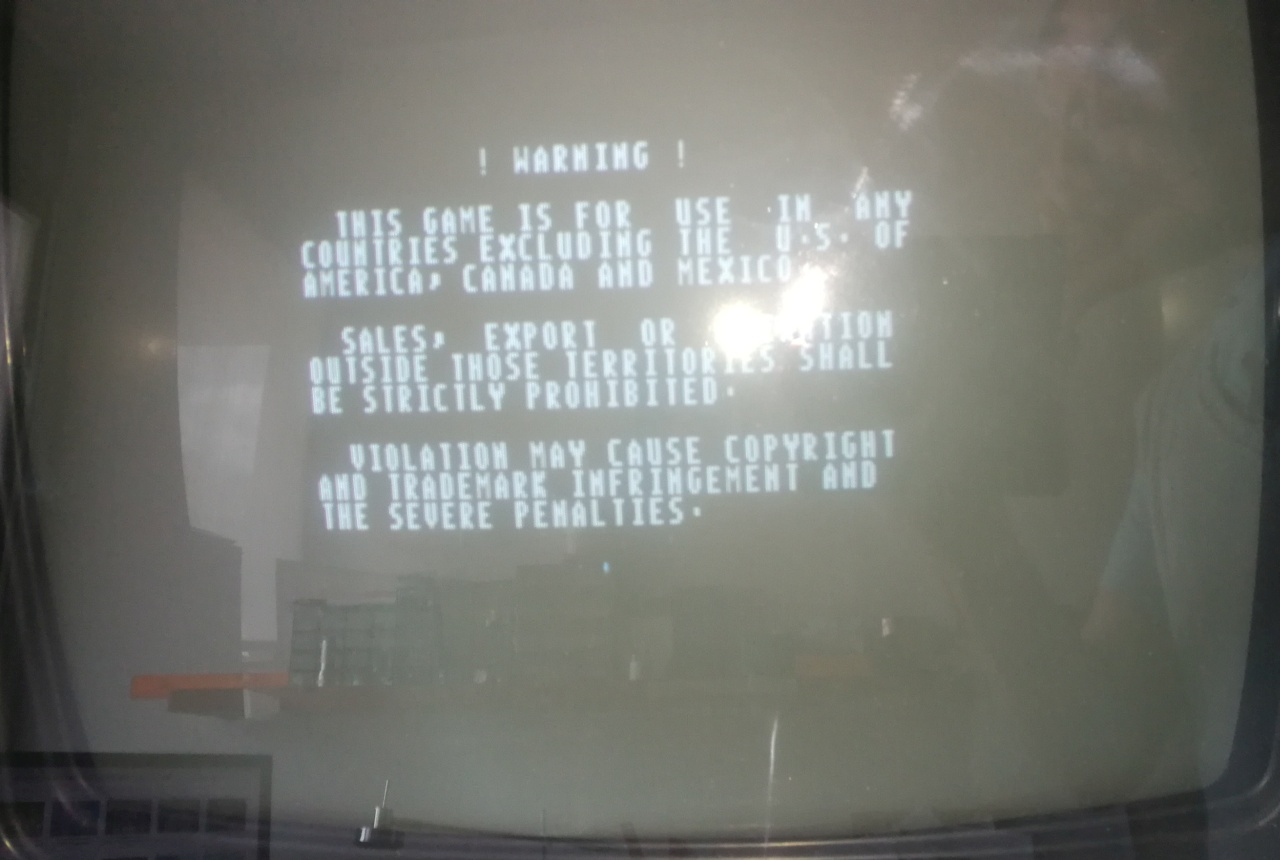 ! WARNING !
THIS GAME IS FOR USE IN ANY
COUNTRIES EXCLUDING THE U.S. OF
AMERICA, CANADA AND MEXICO
SALES, EXPORT OR
OUTSIDE THOSE TERRITORIES SHALL
BE STRICTLY PROHIBITED.
VIOLATION MAY CAUSE COPYRIGHT
AND TRADEMARK INFRINGEMENT AND
THE SEVERE PENALTIES.